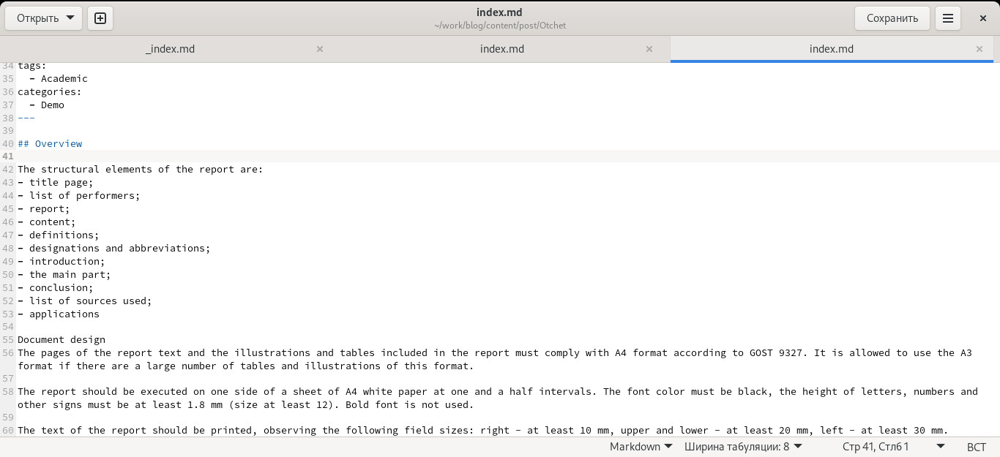 Открыть
index.md
~/work/blog/content/post/Otchet
Сохранить
_index.md
index.md
index.md
34 tags:
35   - Academic
36 categories:
37   - Demo
38 ---
39
40 ## Overview
41
42 The structural elements of the report are:
43 - title page;
44 - list of performers;
45 - report;
46 - content;
47 - definitions;
48 - designations and abbreviations;
49 - introduction;
50 - the main part;
51 - conclusion;
52 - list of sources used;
53 - applications
54
55 Document design
56 The pages of the report text and the illustrations and tables included in the report must comply with A4 format according to GOST 9327. It is allowed to use the A3
format if there are a large number of tables and illustrations of this format.
57
58 The report should be executed on one side of a sheet of A4 white paper at one and a half intervals. The font color must be black, the height of letters, numbers and
other signs must be at least 1.8 mm (size at least 12). Bold font is not used.
59
60 The text of the report should be printed, observing the following field sizes: right - at least 10 mm, upper and lower - at least 20 mm, left - at least 30 mm.
Markdown
Ширина табуляции: 8
Стр 41, Стлб 1
ВСТ